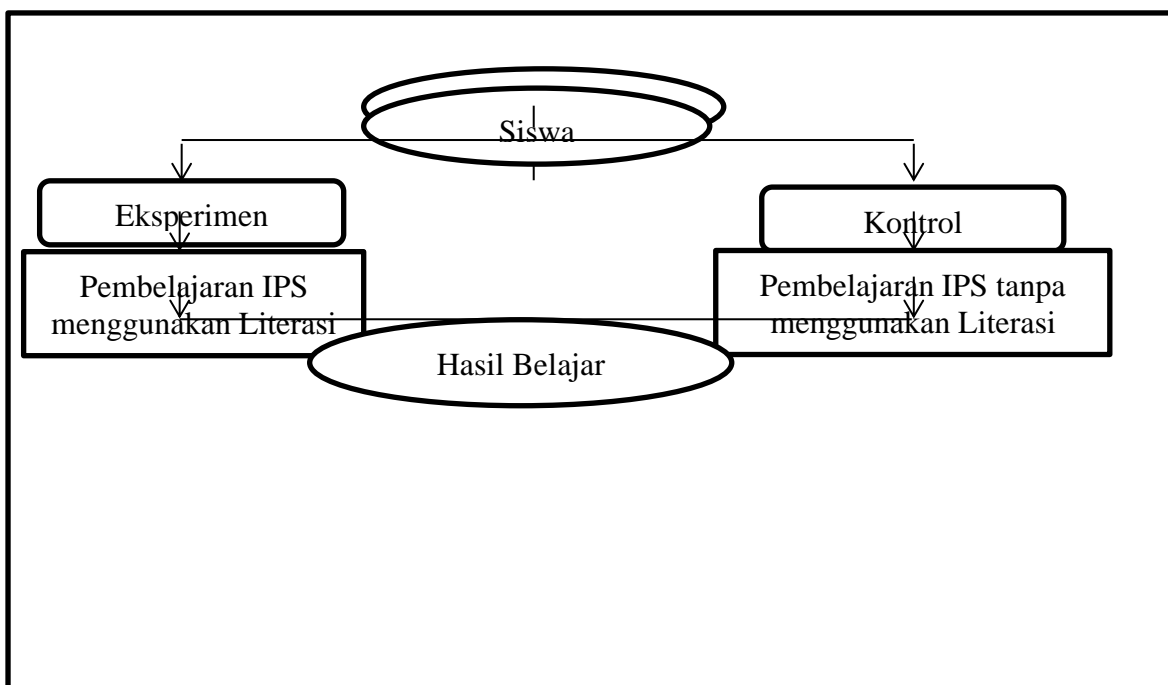 Siswa
Eksperimen
Kontrol
Pembelajaran IPS
menggunakan Literasi
Pembelajaran IPS tanpa
menggunakan Literasi
Hasil Belajar